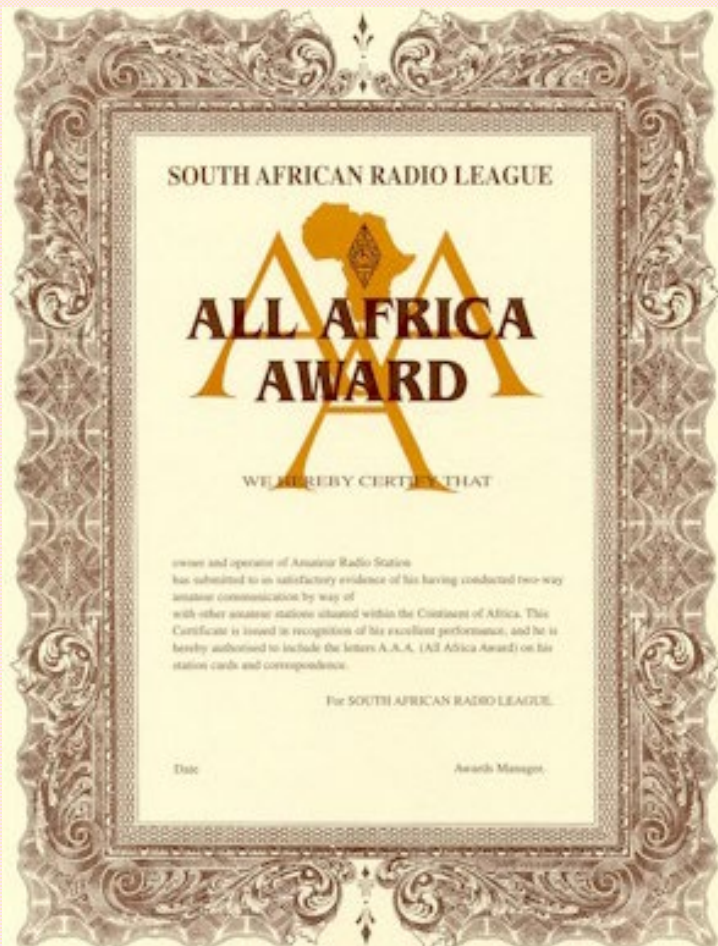 SOUTH AFRICAN RADIO LEAGUE
ALL AFRICA
AWARD
WE HEREBY CERTIFY THAT
owner and operator of Amateur Radio Station
has submitted to us satisfactory evidence of his having conducted two-way
amateur communication by way of
with other amateur stations situated within the Continent of Africa. This
Certificate is issued in recognition of his excellent performance, and he is
hereby authorised to include the letters A.A.A. (All Africa Award) on his
station cards and correspondence.
For SOUTH AFRICAN RADIO LEAGUE.
Date
Awards Manager.